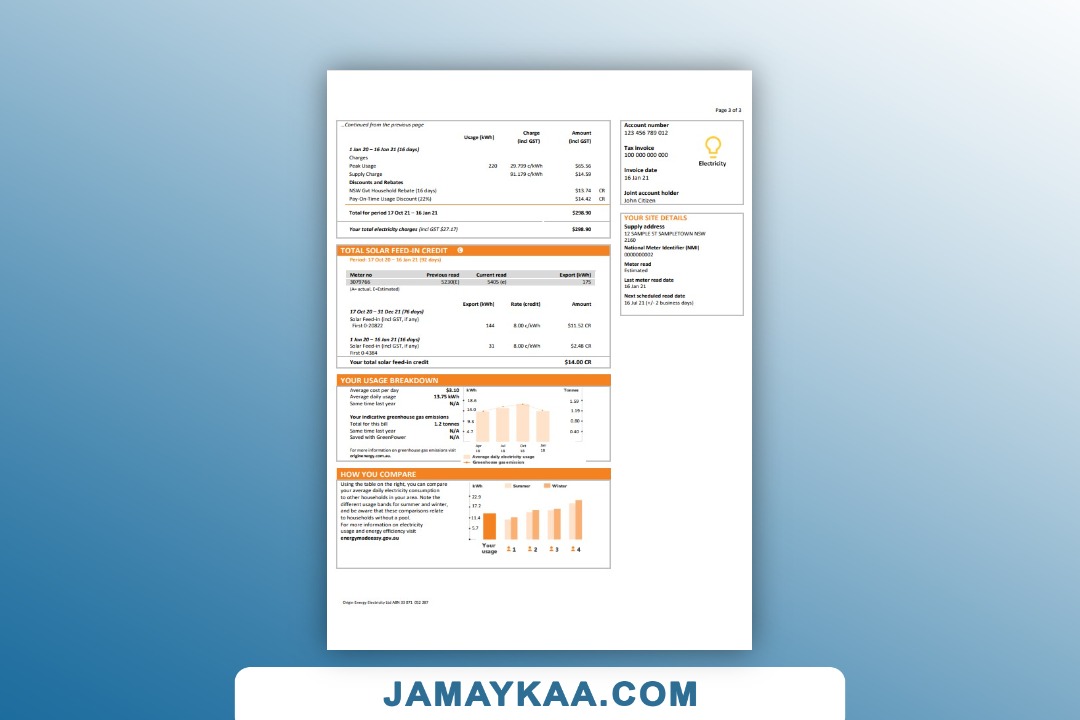 Page 3 of 3
...Continued from the previous page
Usage (kWh) Charge (incl GST) Amount (incl GST)
1 Jan 20 – 16 Jan 21 (16 days)
Charges
Peak Usage 220 29.799 c/kWh $65.56
Supply Charge 91.179 c/kWh $14.59
Discounts and Rebates
NSW Gvt Household Rebate (16 days) $13.74 CR
Pay-On-Time Usage Discount (22%) $14.42 CR
Total for period 17 Oct 21 – 16 Jan 21 $298.90
Your total electricity charges (incl GST $27.17) $298.90
Account number
123 456 789 012
Tax invoice
100 000 000 000
Invoice date
16 Jan 21
Joint account holder
John Citizen
Electricity
YOUR SITE DETAILS
Supply address
12 SAMPLE ST SAMPLETOWN NSW
2160
National Meter Identifier (NMI)
0000000002
Meter read
Estimated
Last meter read date
16 Jan 21
Next scheduled read date
16 Jul 21 (+/- 2 business days)
TOTAL SOLAR FEED-IN CREDIT
Period: 17 Oct 20 – 16 Jan 21 (92 days)
Meter no Previous read Current read Export (kWh)
3079766 5230(E) 5405 (e) 175
(A= actual, E=Estimated)
Export (kWh) Rate (credit) Amount
17 Oct 20 – 31 Dec 21 (76 days)
Solar Feed-in (incl GST, if any)
First 0-20822 144 8.00 c/kWh $11.52 CR
1 Jan 20 – 16 Jan 21 (16 days)
Solar Feed-in (incl GST, if any) 31 8.00 c/kWh $2.48 CR
First 0-4384
Your total solar feed-in credit $14.00 CR
YOUR USAGE BREAKDOWN
Average cost per day $3.10
Average daily usage 13.75 kWh
Same time last year N/A
Your indicative greenhouse gas emissions
Total for this bill 1.2 tonnes
Same time last year N/A
Saved with GreenPower N/A
For more information on greenhouse gas emissions visit
originenergy.com.au.
kWh Tonnes
18.6 1.59
14.0 1.19
9.3 0.80
4.7 0.40
Apr Jul Oct Jan
Average daily electricity usage
Greenhouse gas emission
HOW YOU COMPARE
Using the table on the right, you can compare
your average daily electricity consumption
to other households in your area. Note the
different usage bands for summer and winter,
and be aware that these comparisons relate
to households without a pool.
For more information on electricity
usage and energy efficiency visit
energymadeeasy.gov.au
kWh Summer Winter
22.9
17.2
11.4
5.7
Your usage 1 2 3 4
Origin Energy Electricity Ltd ABN 33 071 052 287
JAMAYKAA.COM